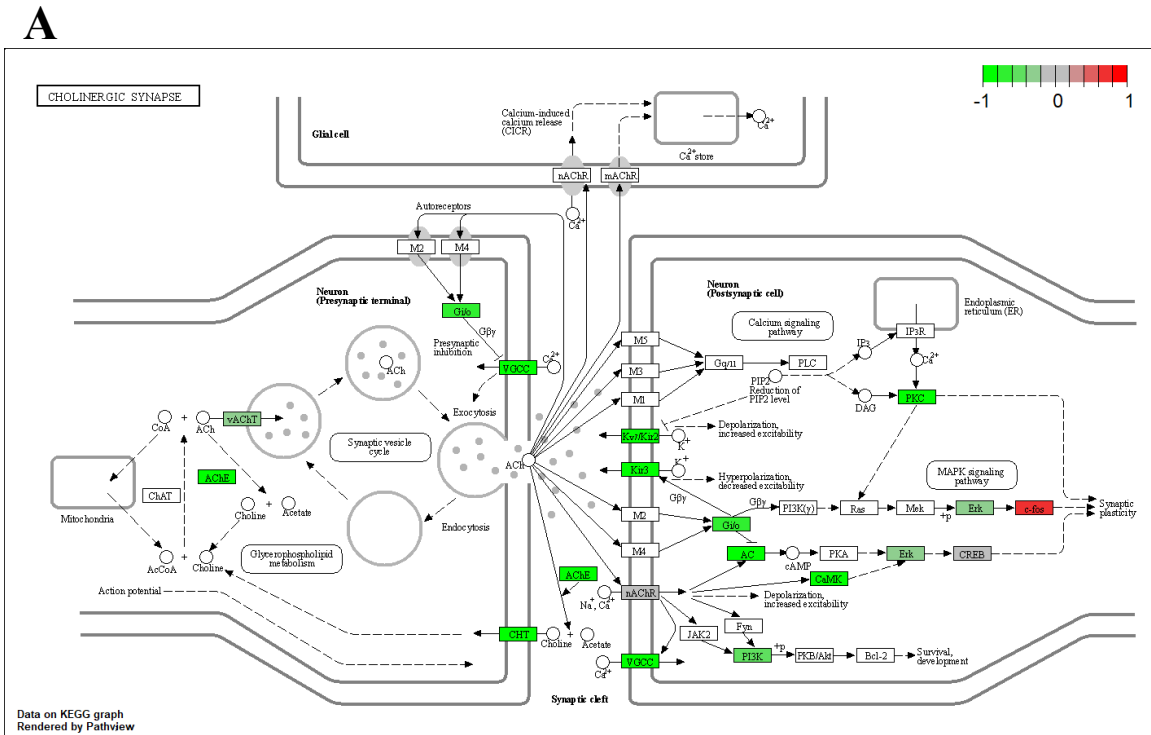 A
CHOLINERGIC SYNAPSE
-1 0 1
Glial cell
Calcium-induced
calcium release
(CICR)
Ca2+
Ca2+ store
nAChR
mAChR
Ca2+
Autoreceptors
M2
M4
Neuron
(Presynaptic terminal)
Gi/o
Gβγ
Presynaptic
inhibition
VGCC
Ca2+
Exocytosis
ACh
CoA
+
ACh
vAChT
Synaptic vesicle
cycle
ACh
AChE
ChAT
Mitochondria
Choline
+
Acetate
Endocytosis
AcCoA
+
Choline
Glycerophospholipid
metabolism
Action potential
CHT
Choline
+
Acetate
AChE
Na+, Ca2+
Ca2+
VGCC
Synaptic cleft
Neuron
(Postsynaptic cell)
Calcium signaling
pathway
Endoplasmic
reticulum (ER)
M5
M3
M1
Gq/11
PLC
IP3
IP3R
Ca2+
PIP2
Reduction of
PIP2 level
DAG
PKC
Kv7/Kir2
K+
Depolarization,
increased excitability
Kir3
K+
Hyperpolarization,
decreased excitability
MAPK signaling
pathway
Gβγ
M2
M4
Gi/o
Gβγ
PI3K(γ)
Ras
Mek
+p
Erk
c-fos
Synaptic
plasticity
AC
cAMP
PKA
Erk
CREB
CaMK
nAChR
Depolarization,
increased excitability
JAK2
Fyn
PI3K
+p
PKB/Akt
Bcl-2
Survival,
development
Data on KEGG graph
Rendered by Pathview